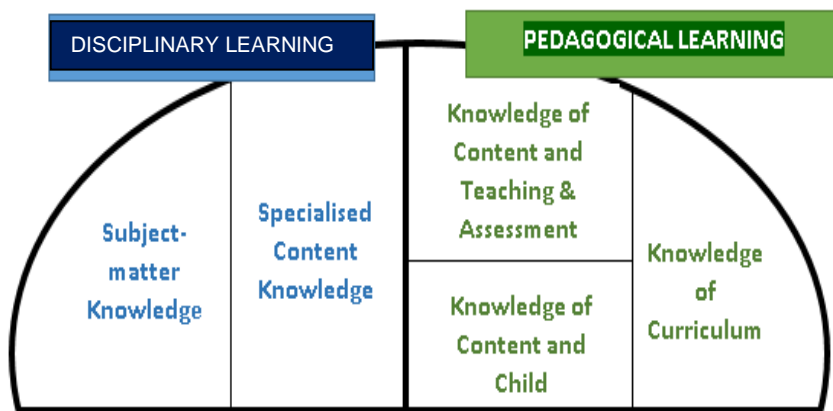 DISCIPLINARY LEARNING
PEDAGOGICAL LEARNING
Subject-
matter
Knowledge
Specialised
Content
Knowledge
Knowledge of
Content and
Teaching &
Assessment
Knowledge of
Content and
Child
Knowledge
of
Curriculum